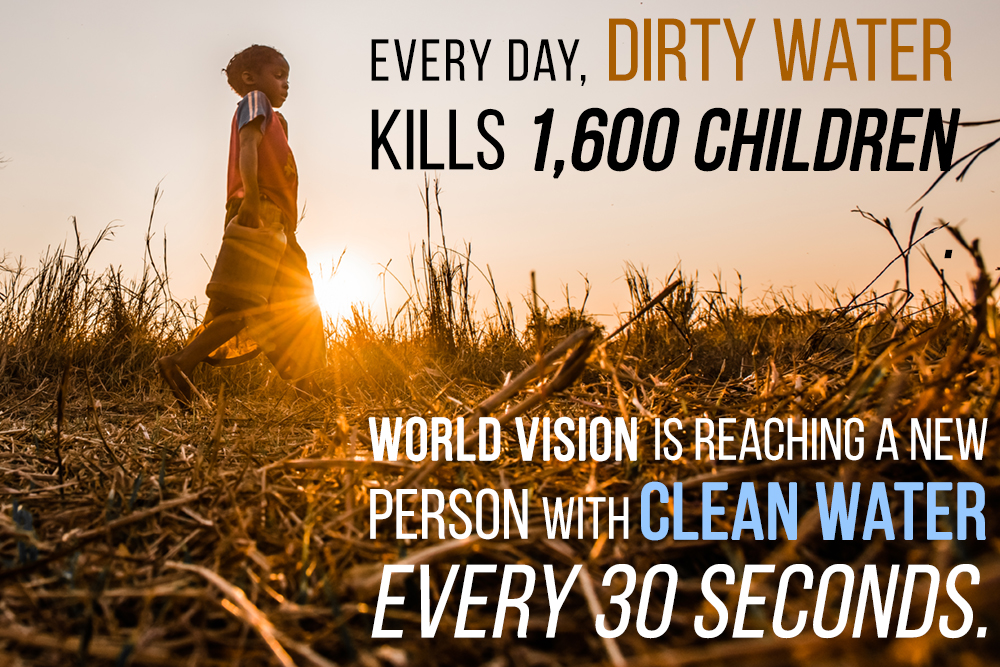 EVERY DAY, DIRTY WATER
KILLS 1,600 CHILDREN
.
WORLD VISION IS REACHING A NEW
PERSON WITH CLEAN WATER
EVERY 30 SECONDS.